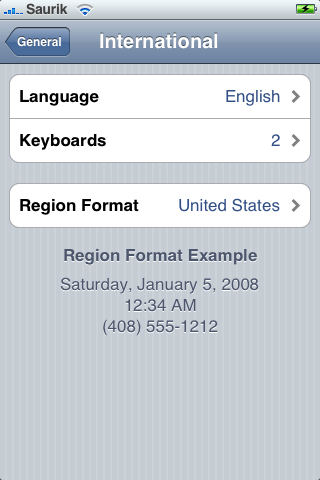 Saurik
General
International
Language English
Keyboards 2
Region Format United States
Region Format Example
Saturday, January 5, 2008
12:34 AM
(408) 555-1212